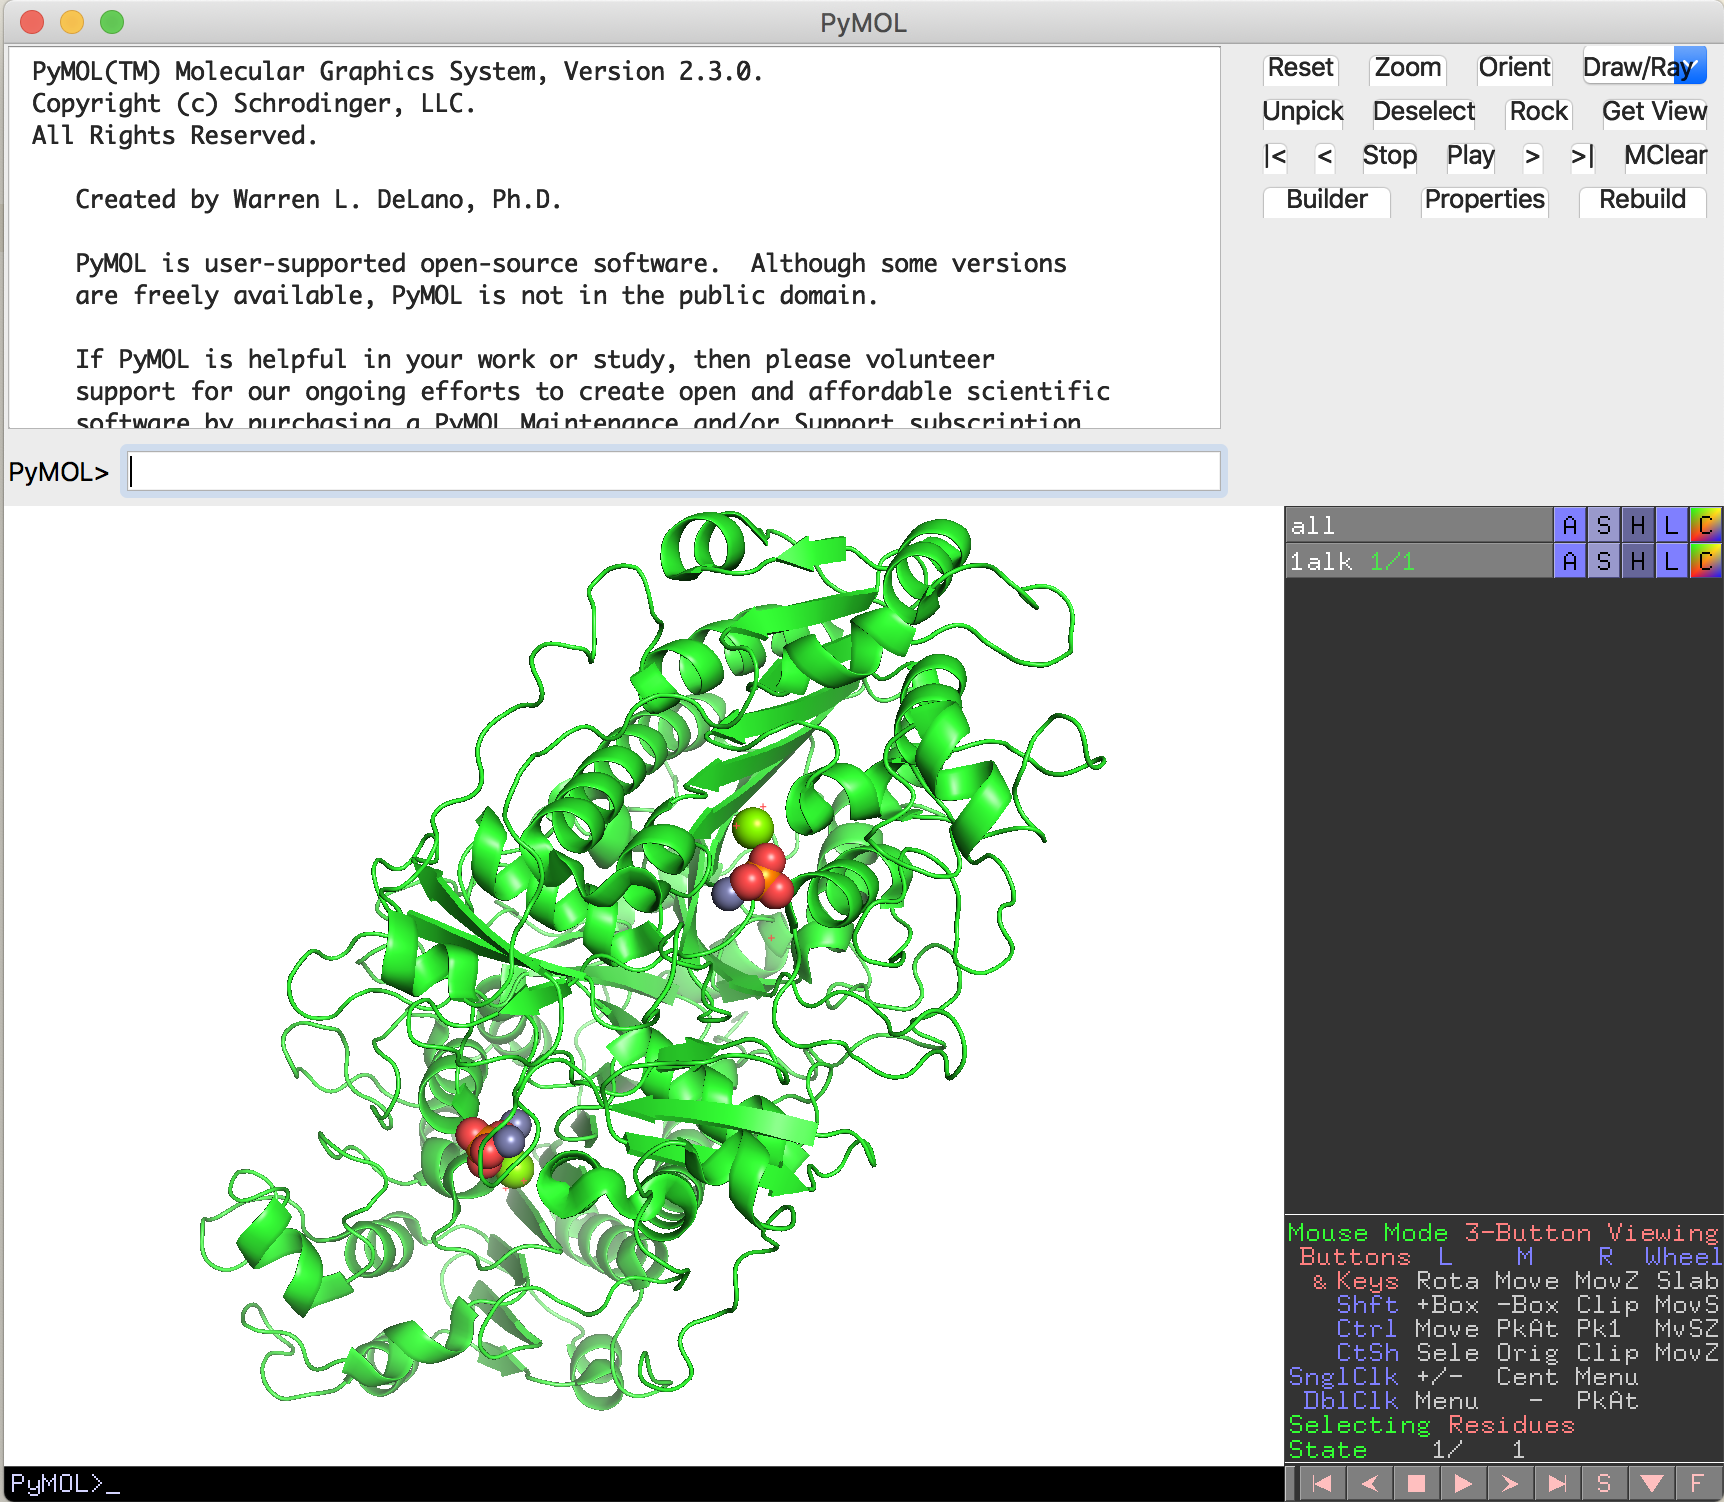 PyMOL
PyMOL(TM) Molecular Graphics System, Version 2.3.0.
Copyright (c) Schrodinger, LLC.
All Rights Reserved.
Created by Warren L. DeLano, Ph.D.
PyMOL is user-supported open-source software.  Although some versions
are freely available, PyMOL is not in the public domain.
If PyMOL is helpful in your work or study, then please volunteer
support for our ongoing efforts to create open and affordable scientific
software by purchasing a PyMOL Maintenance and/or Support subscription
Reset Zoom Orient Draw/Ray
Unpick Deselect Rock Get View
|< < Stop Play > >| MClear
Builder Properties Rebuild
PyMOL>
all A S H L C
1alk 1/1 A S H L C
Mouse Mode 3-Button Viewing
Buttons L M R Wheel
& Keys Rota Move MovZ Slab
Shft +Box -Box Clip MovS
Ctrl Move PkAt Pk1 MvSZ
CtSh Sele Orig Clip MovZ
SnglClk +/- Cent Menu
DblClk Menu - PkAt
Selecting Residues
State 1/ 1
PyMOL>_
S F